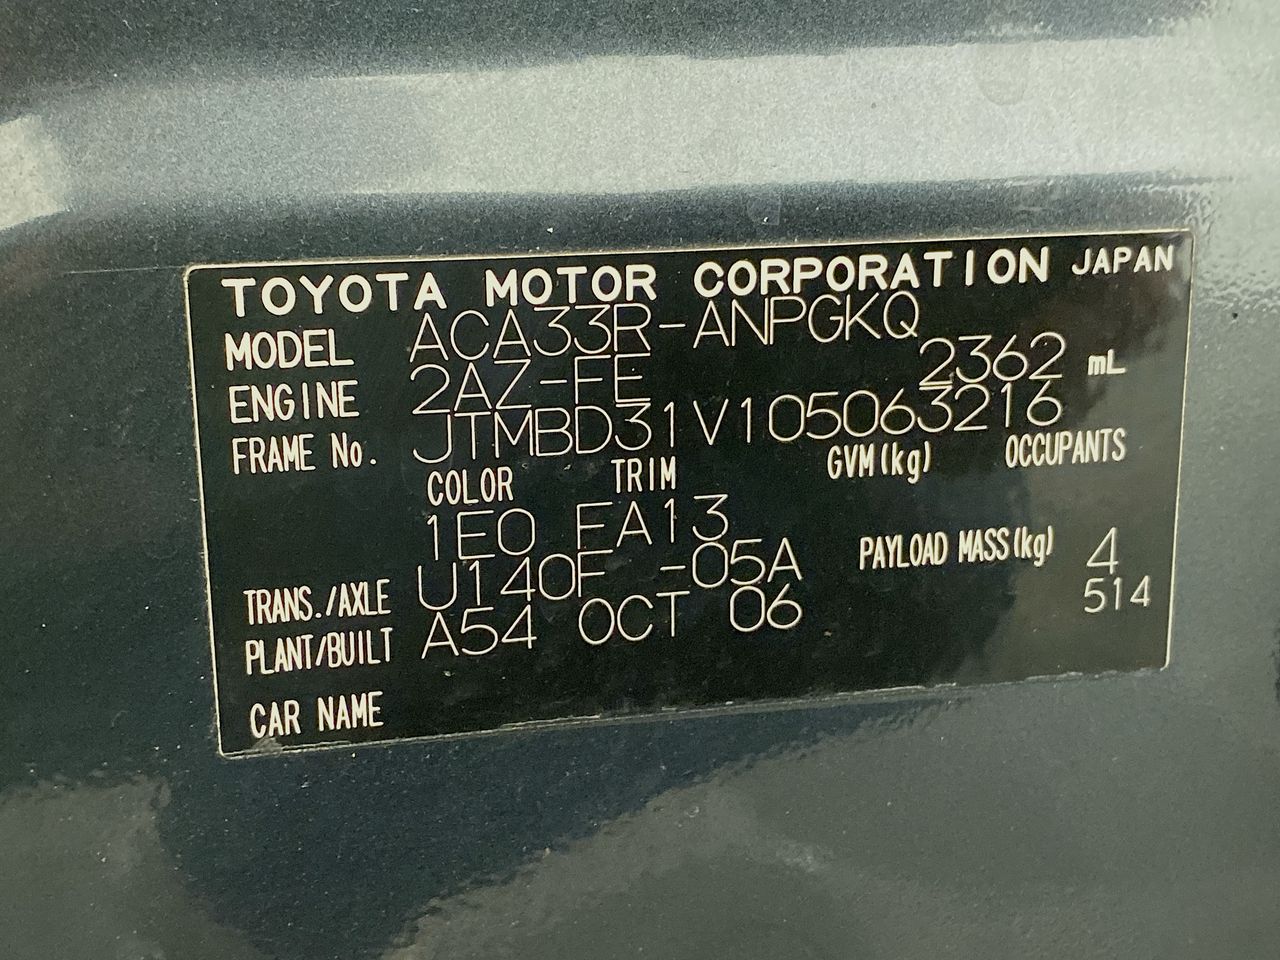 TOYOTA MOTOR CORPORATION JAPAN
MODEL ACA33R-ANPGKQ
ENGINE 2AZ-FE 2362 mL
FRAME No. JTMBD31V105063216
COLOR TRIM GVM(kg) OCCUPANTS
1E0 FA13
TRANS./AXLE U140F -05A PAYLOAD MASS(kg) 4
PLANT/BUILT A54 OCT 06 514
CAR NAME